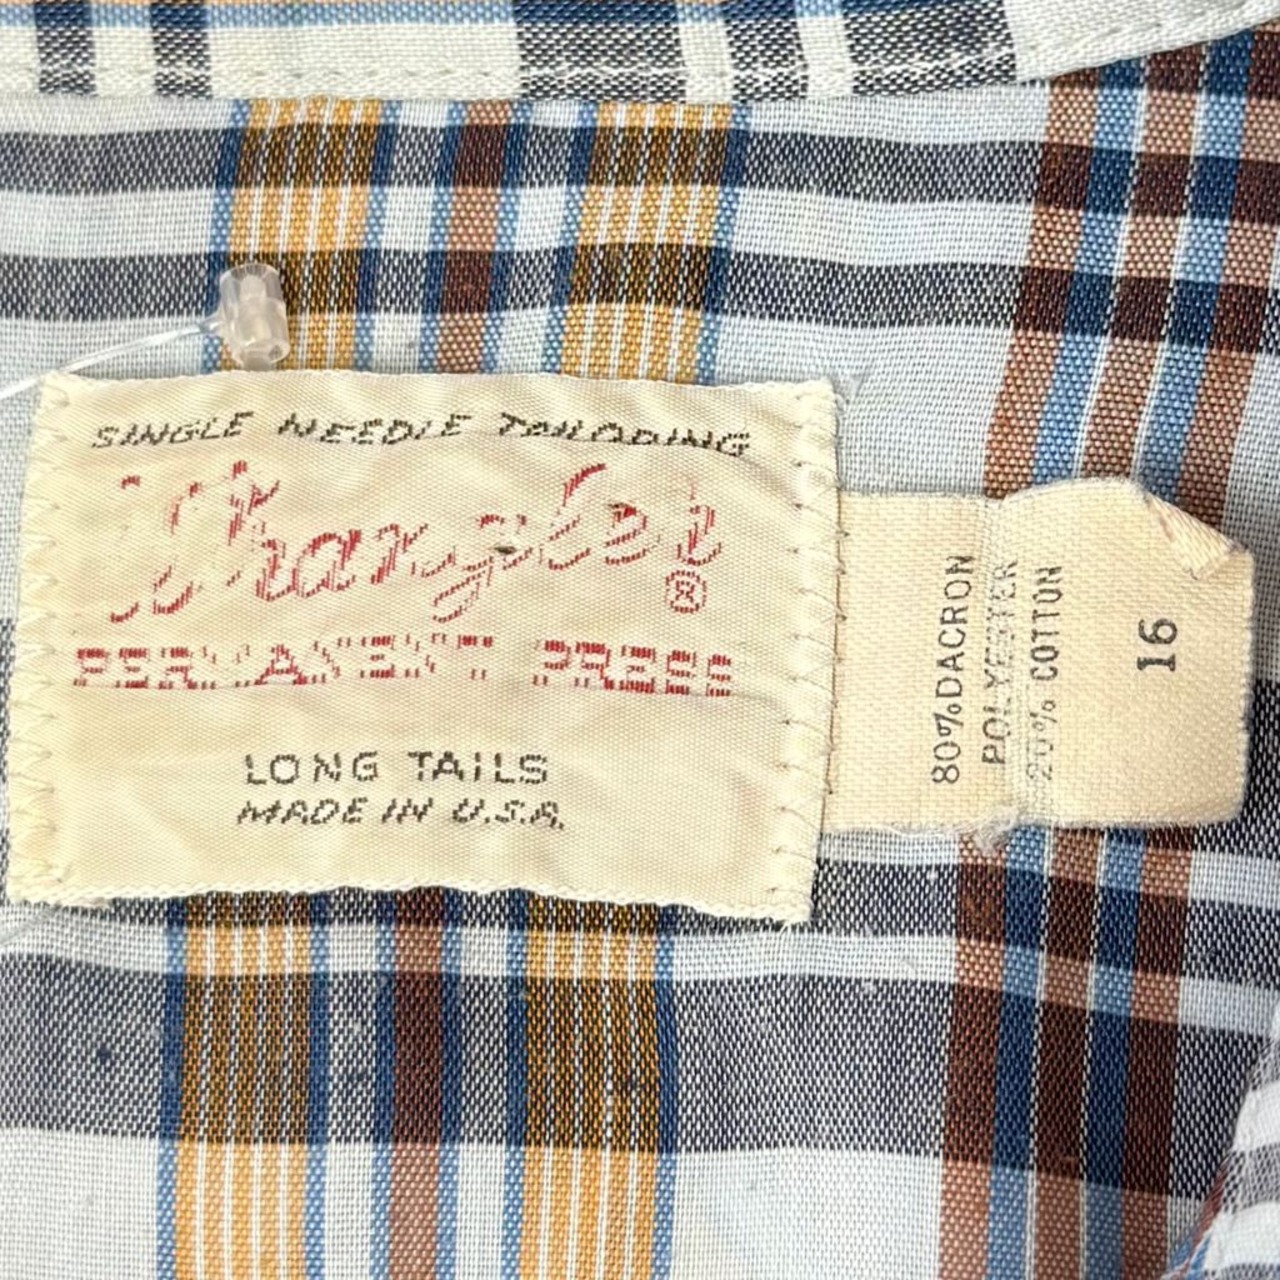 SINGLE NEEDLE TAILORING
Wrangler®
PERMANENT PRESS
LONG TAILS
MADE IN U.S.A.
80% DACRON
POLYESTER
20% COTTON
16